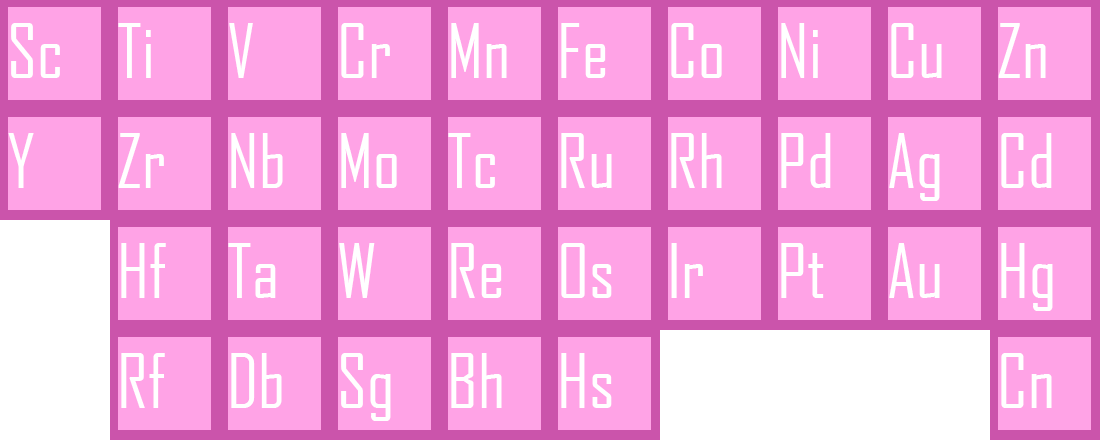 Sc Ti V Cr Mn Fe Co Ni Cu Zn
Y Zr Nb Mo Tc Ru Rh Pd Ag Cd
Hf Ta W Re Os Ir Pt Au Hg
Rf Db Sg Bh Hs Cn